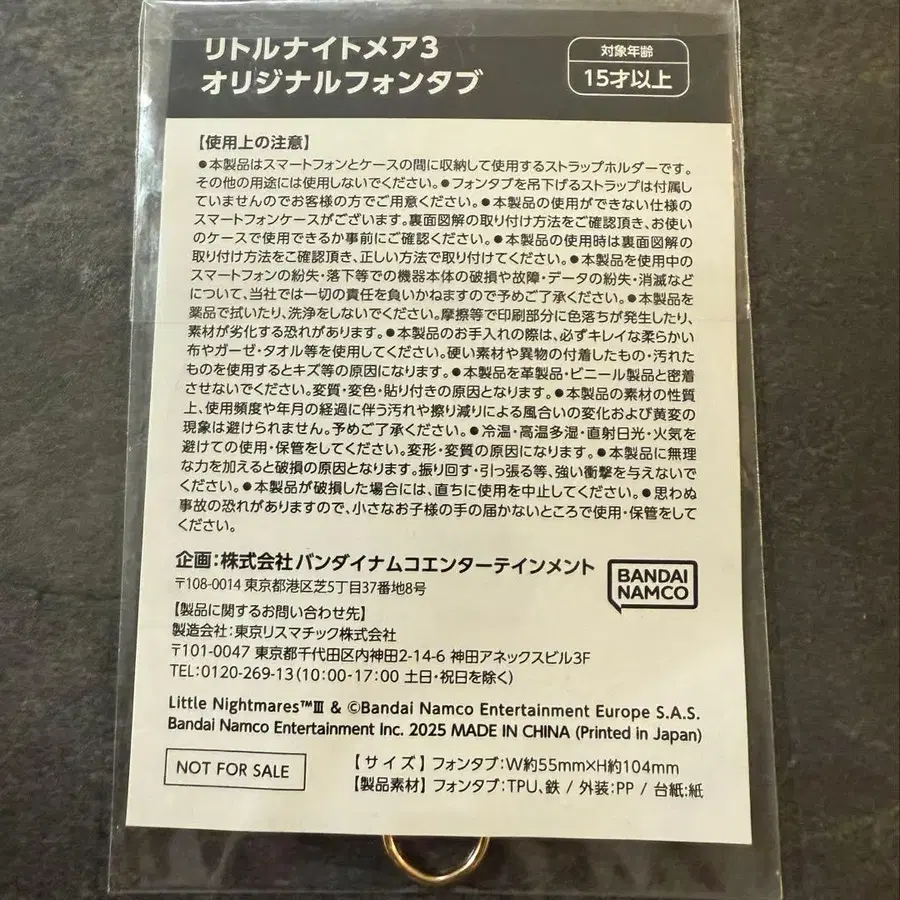 リトルナイトメア3
オリジナルフォンタブ
対象年齢
15才以上
【使用上の注意】
●本製品はスマートフォンとケースの間に収納して使用するストラップホルダーです。
その他の用途には使用しないでください。●フォンタブを吊下げるストラップは付属し
ていませんのでお客様の方でご用意ください。●本製品の使用ができない仕様の
スマートフォンケースがございます。裏面図解の取り付け方法をご確認頂き、お使い
のケースで使用できるか事前にご確認ください。●本製品の使用時は裏面図解の
取り付け方法をご確認頂き、正しい方法で取り付けてください。●本製品を使用中の
スマートフォンの紛失・落下等での機器本体の破損や故障・データの紛失・消滅など
について、当社では一切の責任を負いかねますので予めご了承ください。●本製品を
薬品で拭いたり、洗浄をしないでください。摩擦等で印刷部分に色落ちが発生したり、
素材が劣化する恐れがあります。●本製品のお手入れの際は、必ずキレイな柔らかい
布やガーゼ・タオル等を使用してください。硬い素材や異物の付着したもの・汚れた
ものを使用するとキズ等の原因になります。●本製品を革製品・ビニール製品と密着
させないでください。変質・変色・貼り付きの原因となります。●本製品の素材の性質
上、使用頻度や年月の経過に伴う汚れや擦り減りによる風合いの変化および黄変の
現象は避けられません。予めご了承ください。●冷温・高温多湿・直射日光・火気を
避けての使用・保管をしてください。変形・変質の原因になります。●本製品に無理
な力を加えると破損の原因となります。振り回す・引っ張る等、強い衝撃を与えないで
ください。●本製品が破損した場合には、直ちに使用を中止してください。●思わぬ
事故の恐れがありますので、小さなお子様の手の届かないところで使用・保管をして
ください。
企画:株式会社バンダイナムコエンターテインメント
〒108-0014 東京都港区芝5丁目37番地8号
BANDAI
NAMCO
【製品に関するお問い合わせ先】
製造会社:東京リスマチック株式会社
〒101-0047 東京都千代田区内神田2-14-6 神田アネックスビル3F
TEL:0120-269-13(10:00-17:00 土日・祝日を除く)
Little Nightmares™Ⅲ & ©Bandai Namco Entertainment Europe S.A.S.
Bandai Namco Entertainment Inc. 2025 MADE IN CHINA (Printed in Japan)
NOT FOR SALE
【サイズ】フォンタブ:W約55mm×H約104mm
【製品素材】フォンタブ:TPU、鉄 / 外装:PP / 台紙:紙